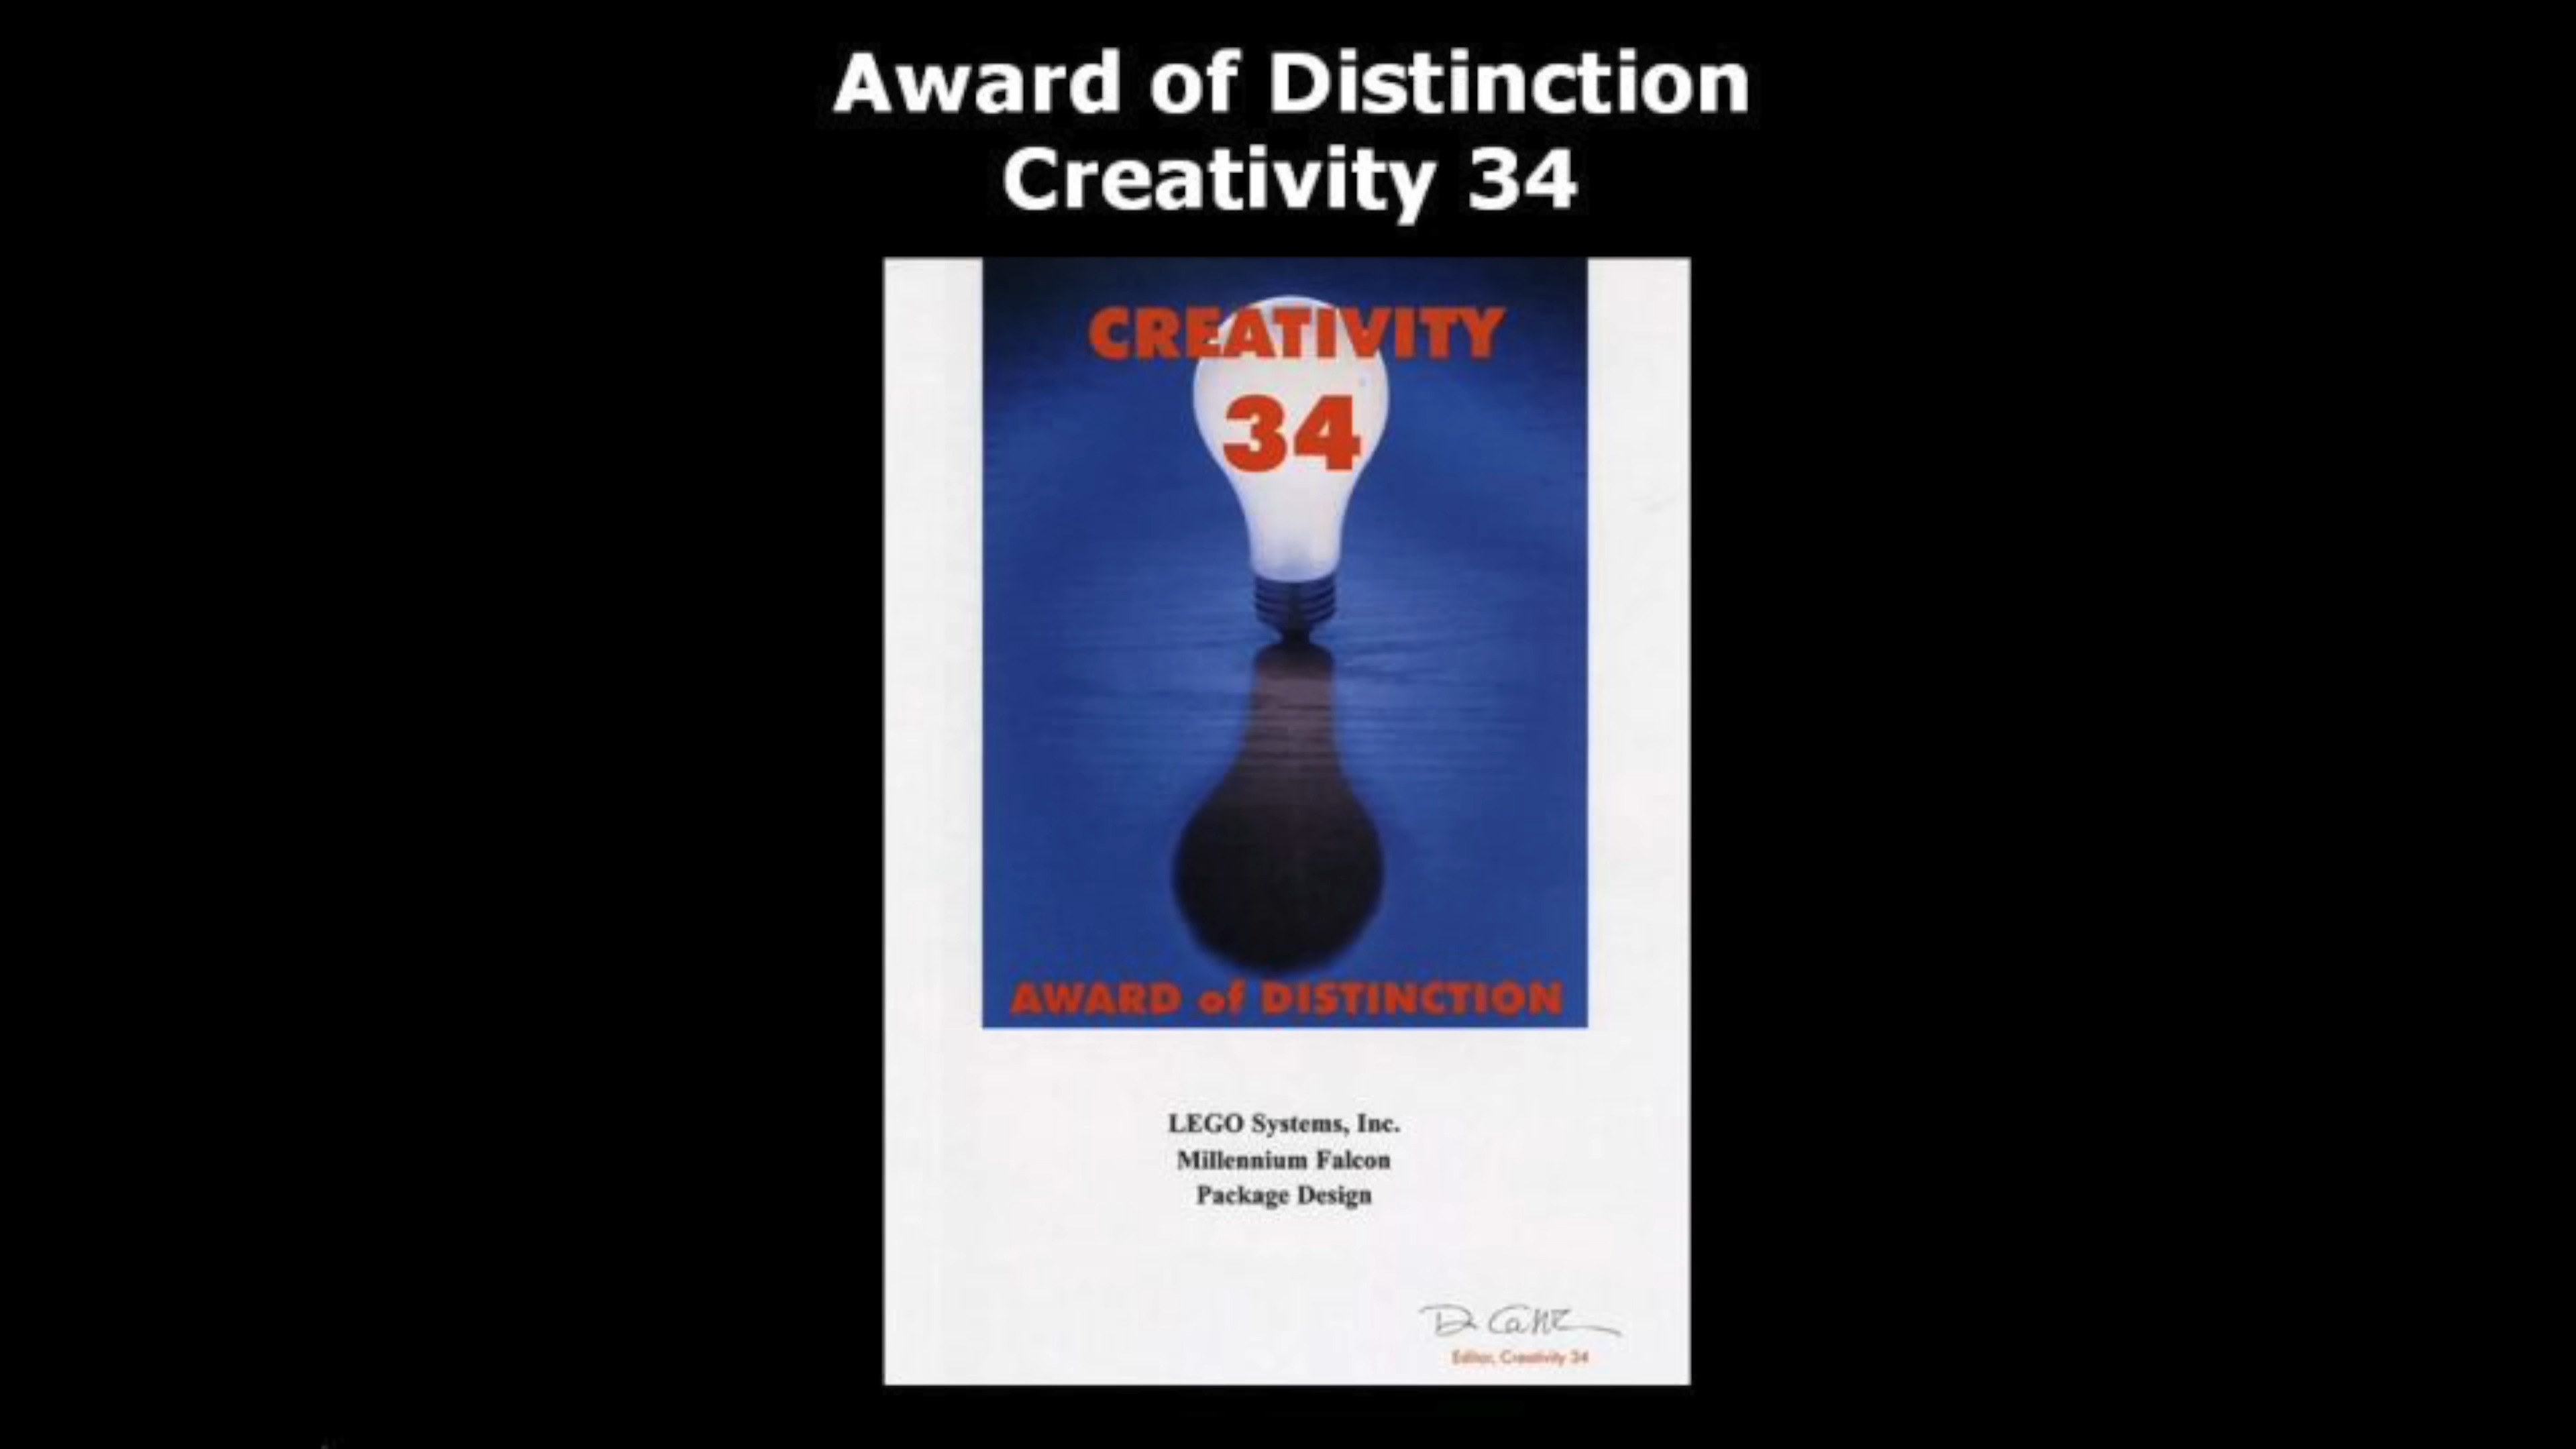 Award of Distinction
Creativity 34
CREATIVITY
34
AWARD of DISTINCTION
LEGO Systems, Inc.
Millennium Falcon
Package Design
Editor, Creativity 34